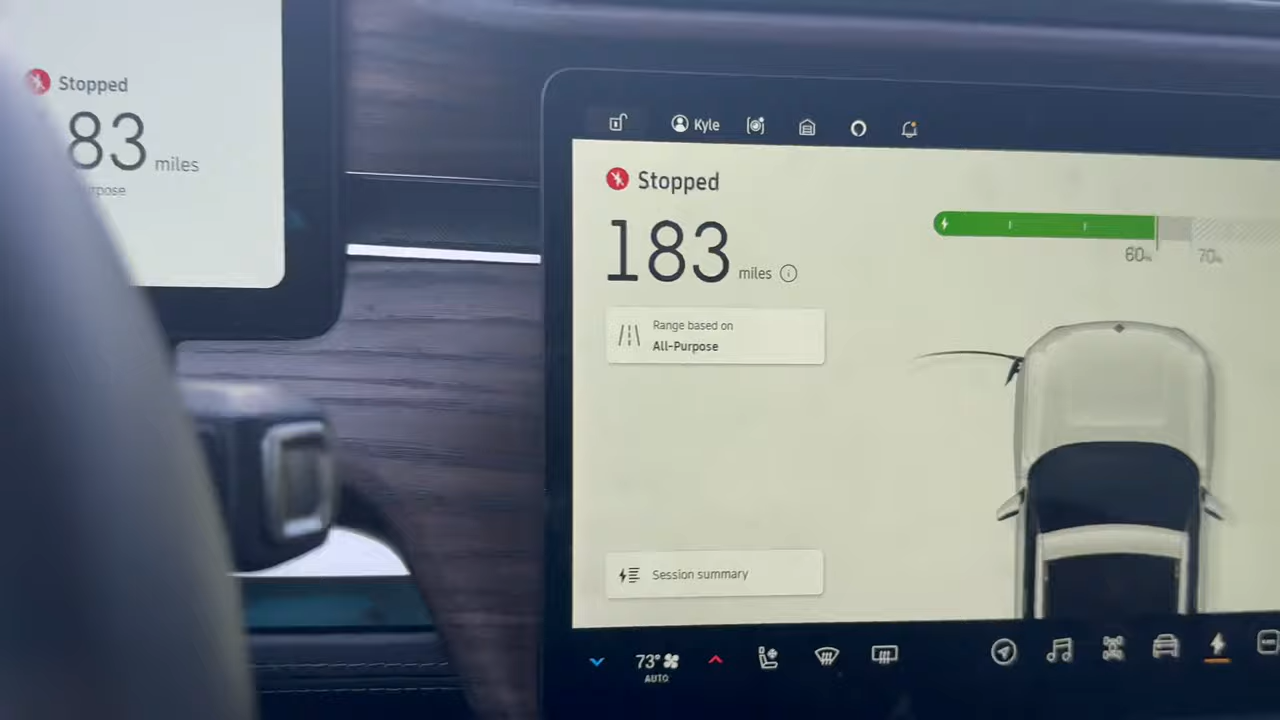 Stopped
83 miles
Kyle
Stopped
183 miles
60%
70%
Range based on
All-Purpose
Session summary
73°
AUTO